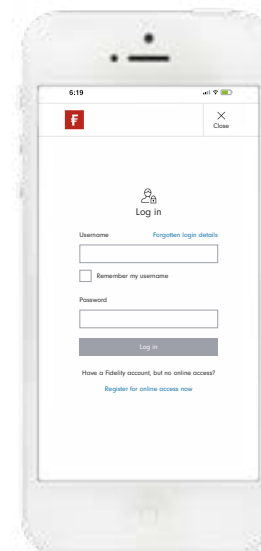 6:19
F
Close
Log in
Username Forgotten login details
Remember my username
Password
Log in
Have a Fidelity account, but no online access?
Register for online access now